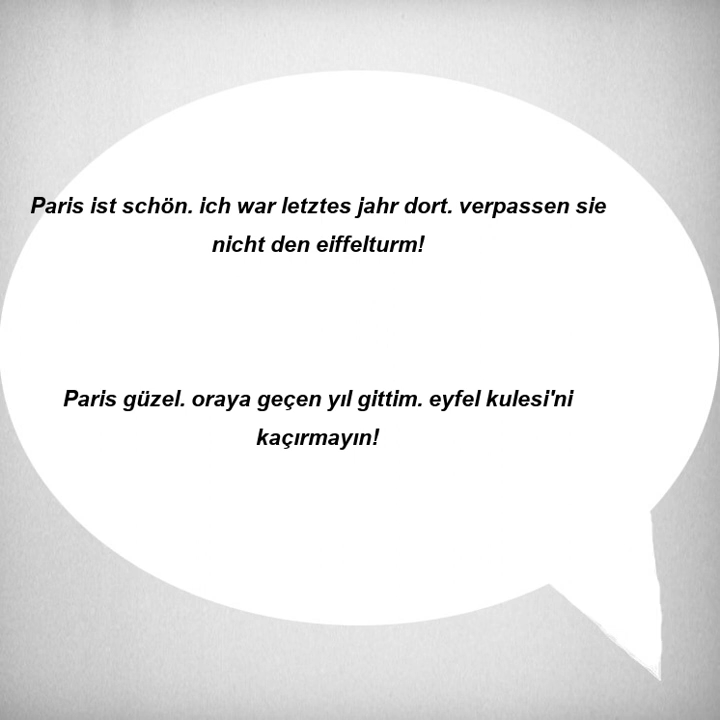 Paris ist schön. ich war letztes jahr dort. verpassen sie
nicht den eiffelturm!
Paris güzel. oraya geçen yıl gittim. eyfel kulesi'ni
kaçırmayın!